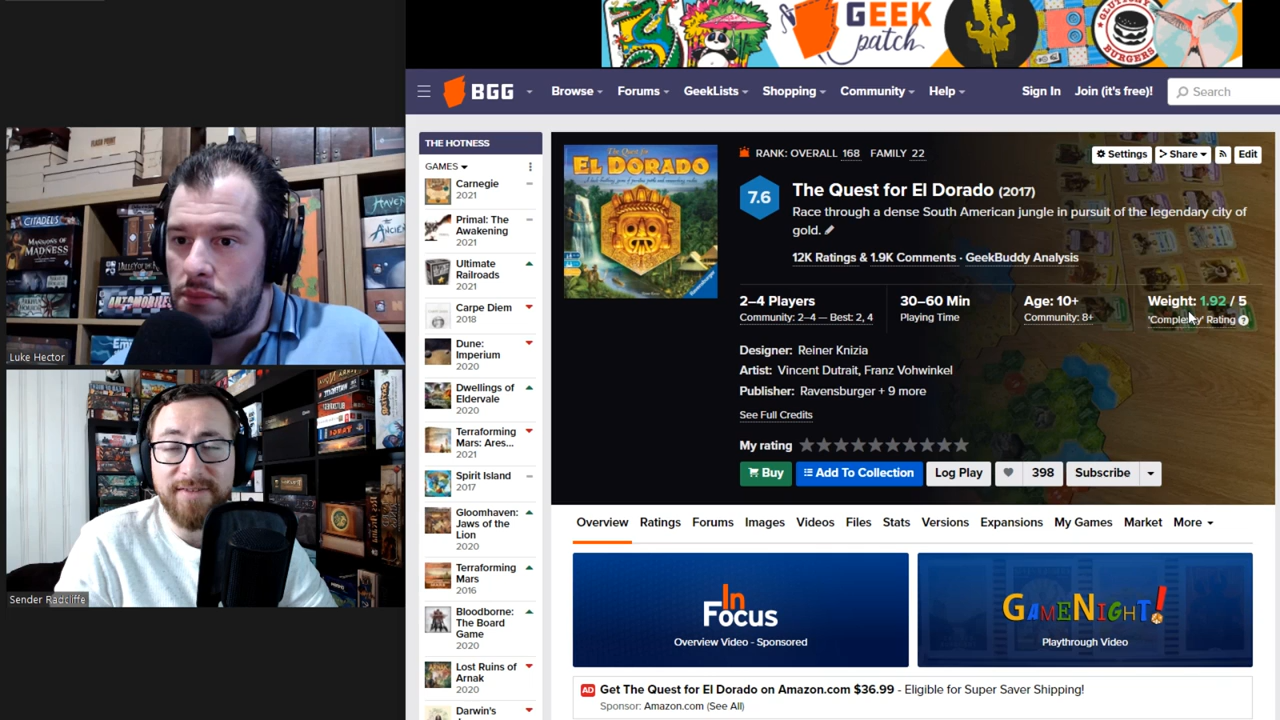 GEEK
patch
GLUTTONY
BURGERS
BGG
Browse
Forums
GeekLists
Shopping
Community
Help
Sign In
Join (it's free!)
Search
THE HOTNESS
GAMES
Carnegie
2021
Primal: The
Awakening
2021
Ultimate
Railroads
2021
Carpe Diem
2018
Dune:
Imperium
2020
Dwellings of
Eldervale
2020
Terraforming
Mars: Ares...
2021
Spirit Island
2017
Gloomhaven:
Jaws of the
Lion
2020
Terraforming
Mars
2016
Bloodborne:
The Board
Game
2020
Lost Ruins of
Arnak
2020
Darwin's
The Quest for
EL DORADO
Ravensburger
RANK: OVERALL 168 FAMILY 22
Settings
Share
Edit
7.6
The Quest for El Dorado (2017)
Race through a dense South American jungle in pursuit of the legendary city of
gold.
12K Ratings & 1.9K Comments · GeekBuddy Analysis
2–4 Players
Community: 2–4 — Best: 2, 4
30–60 Min
Playing Time
Age: 10+
Community: 8+
Weight: 1.92 / 5
'Complexity' Rating ?
Designer: Reiner Knizia
Artist: Vincent Dutrait, Franz Vohwinkel
Publisher: Ravensburger + 9 more
See Full Credits
My rating
Buy
Add To Collection
Log Play
398
Subscribe
Overview
Ratings
Forums
Images
Videos
Files
Stats
Versions
Expansions
My Games
Market
More
In
Focus
Overview Video - Sponsored
GAMENIGHT!
Playthrough Video
AD Get The Quest for El Dorado on Amazon.com $36.99 - Eligible for Super Saver Shipping!
Sponsor: Amazon.com (See All)
FLASH POINT
CITADELS
MANSIONS OF
MADNESS
AUTOMOBILES
HAVEN
Luke Hector
Sender Radcliffe